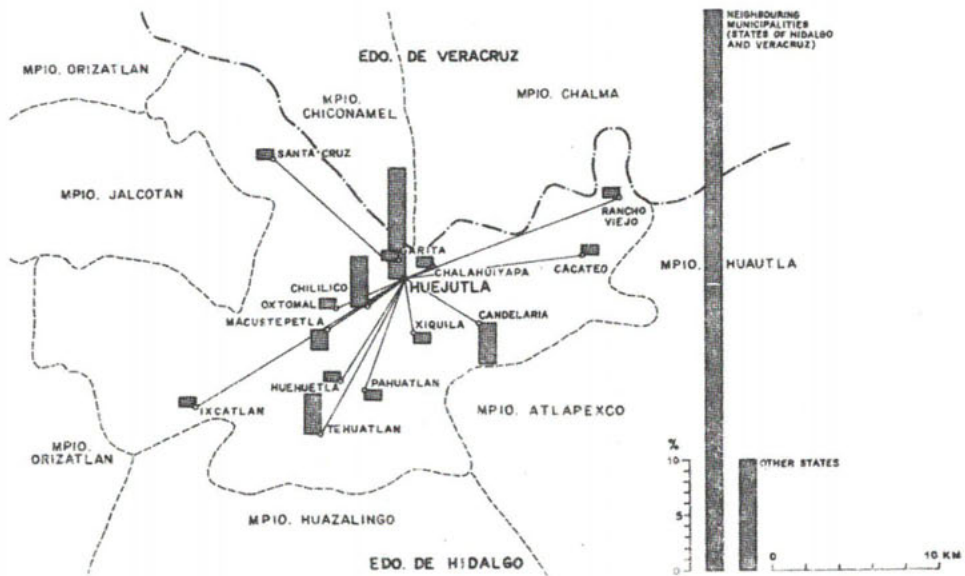 NEIGHBOURING
MUNICIPALITIES
(STATES OF HIDALGO
AND VERACRUZ)
EDO. DE VERACRUZ
MPIO. ORIZATLAN
MPIO.
CHICONAMEL
MPIO. CHALMA
SANTA CRUZ
MPIO. JALCOTAN
RANCHO
VIEJO
GARITA
CHALAHUIYAPA
CACATEO
MPIO. HUAUTLA
CHILILICO
HUEJUTLA
OXTOMAL
CANDELARIA
MACUSTEPETLA
XIQUILA
HUEHUETLA
PAHUATLAN
IXCATLAN
MPIO. ATLAPEXCO
TEHUATLAN
MPIO.
ORIZATLAN
%
10
OTHER STATES
5
MPIO. HUAZALINGO
0
0
10 KM
EDO. DE HIDALGO